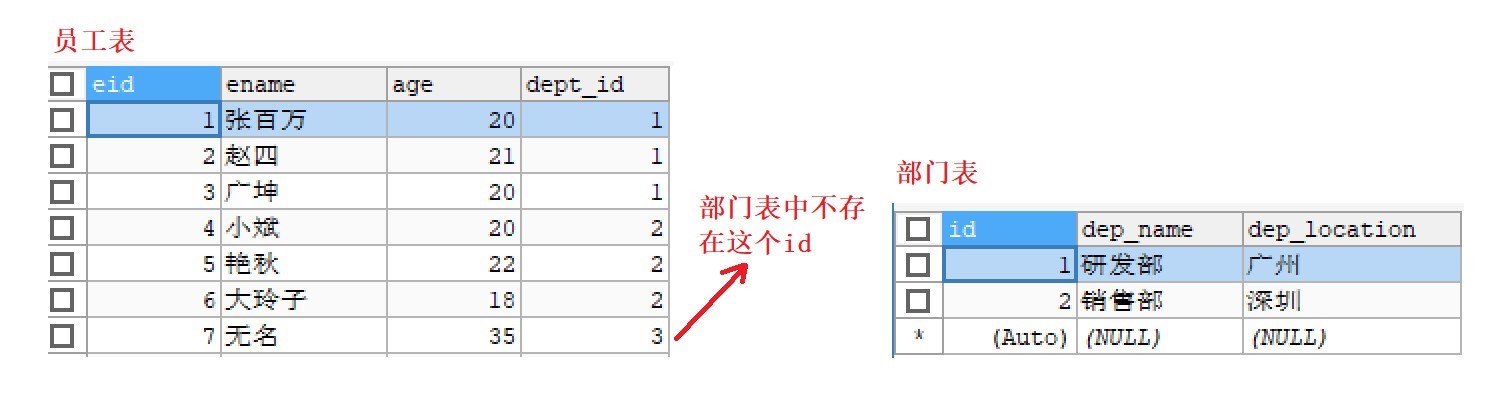 员工表
eid ename age dept_id
1 张百万 20 1
2 赵四 21 1
3 广坤 20 1
4 小斌 20 2
5 艳秋 22 2
6 大玲子 18 2
7 无名 35 3
部门表中不存
在这个id
部门表
id dep_name dep_location
1 研发部 广州
2 销售部 深圳
* (Auto) (NULL) (NULL)